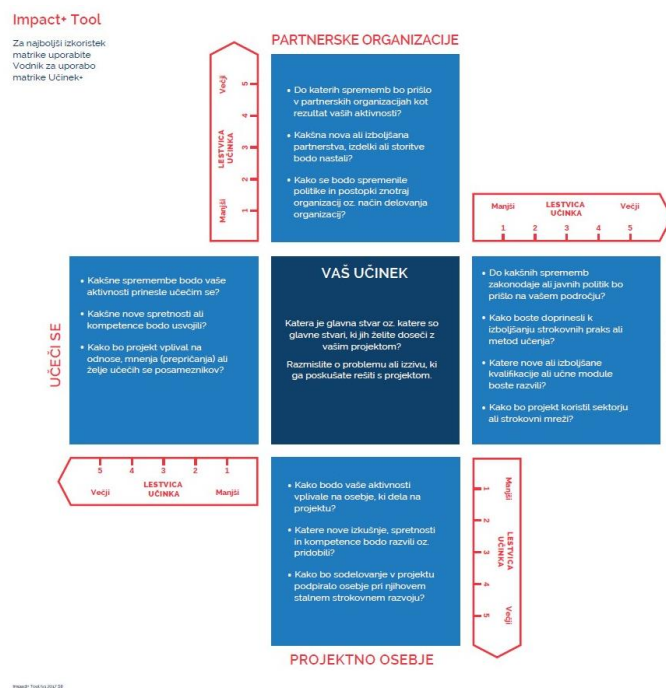 Impact+ Tool
Za najboljši izkoristek
matrike uporabite
Vodnik za uporabo
matrike Učinek+
PARTNERSKE ORGANIZACIJE
Večji
LESTVICA
UČINKA
Manjši
5
4
3
2
1
• Do katerih sprememb bo prišlo
v partnerskih organizacijah kot
rezultat vaših aktivnosti?
• Kakšna nova ali izboljšana
partnerstva, izdelki ali storitve
bodo nastali?
• Kako se bodo spremenile
politike in postopki znotraj
organizacij oz. način delovanja
organizacij?
Manjši
LESTVICA
UČINKA
Večji
1 2 3 4 5
UČEČI SE
• Kakšne spremembe bodo vaše
aktivnosti prinesle učečim se?
• Kakšne nove spretnosti ali
kompetence bodo usvojili?
• Kako bo projekt vplival na
odnose, mnenja (prepričanja) ali
želje učečih se posameznikov?
VAŠ UČINEK
Katera je glavna stvar oz. katere so
glavne stvari, ki jih želite doseči z
vašim projektom?
Razmislite o problemu ali izzivu, ki
ga poskušate rešiti s projektom.
• Do kakšnih sprememb
zakonodaje ali javnih politik bo
prišlo na vašem področju?
• Kako boste doprinesli k
izboljšanju strokovnih praks ali
metod učenja?
• Katere nove ali izboljšane
kvalifikacije ali učne module
boste razvili?
• Kako bo projekt koristil sektorju
ali strokovni mreži?
5 4 3 2 1
Večji
LESTVICA
UČINKA
Manjši
• Kako bodo vaše aktivnosti
vplivale na osebje, ki dela na
projektu?
• Katere nove izkušnje, spretnosti
in kompetence bodo razvili oz.
pridobili?
• Kako bo sodelovanje v projektu
podpiralo osebje pri njihovem
stalnem strokovnem razvoju?
1
2
3
4
5
Manjši
LESTVICA
UČINKA
Večji
PROJEKTNO OSEBJE